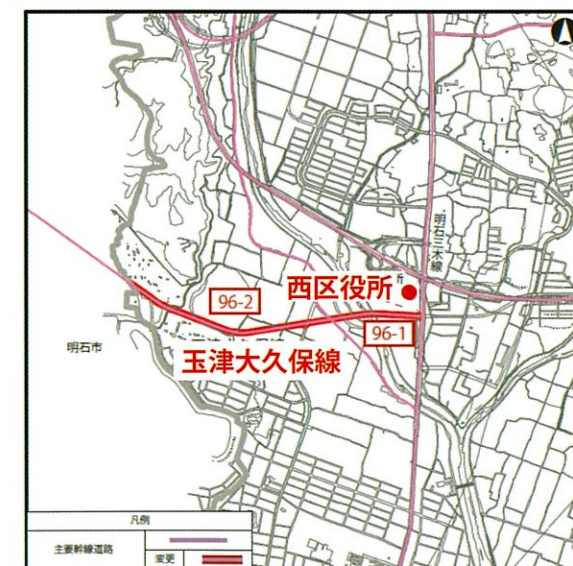 明石三木線
西区役所
96-2
96-1
明石市
玉津大久保線
凡例
主要幹線道路
変更